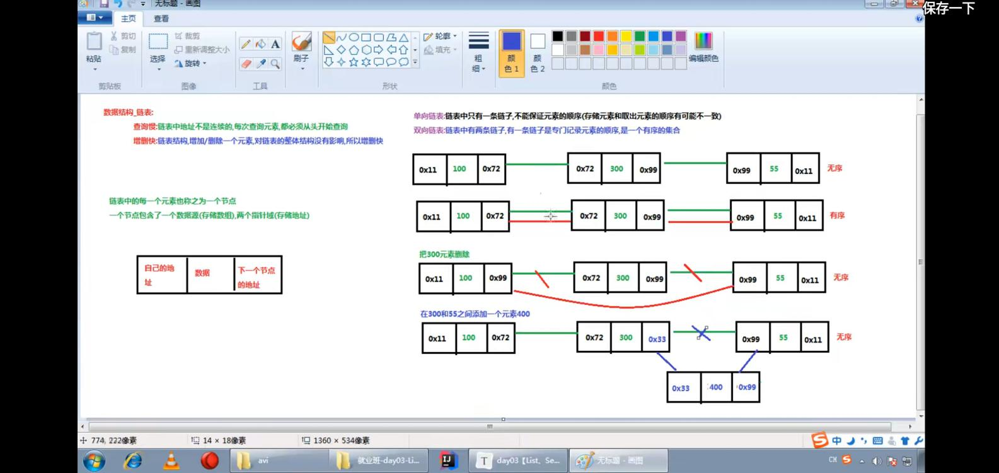 保存一下
无标题 - 画图
主页
查看
剪切
复制
粘贴
剪贴板
裁剪
重新调整大小
旋转
选择
图像
A
工具
刷子
轮廓
填充
形状
粗
细
颜
色 1
颜
色 2
编辑颜色
颜色
数据结构_链表:
查询慢:链表中地址不是连续的,每次查询元素,都必须从头开始查询
增删快:链表结构,增加/删除一个元素,对链表的整体结构没有影响,所以增删快
链表中的每一个元素也称之为一个节点
一个节点包含了一个数据源(存储数组),两个指针域(存储地址)
自己的地
址
数据
下一个节点
的地址
单向链表:链表中只有一条链子,不能保证元素的顺序(存储元素和取出元素的顺序有可能不一致)
双向链表:链表中有两条链子,有一条链子是专门记录元素的顺序,是一个有序的集合
0x11 100 0x72 0x72 300 0x99 0x99 55 0x11 无序
0x11 100 0x72 0x72 300 0x99 0x99 55 0x11 有序
把300元素删除
0x11 100 0x99 0x72 300 0x99 0x99 55 0x11 无序
在300和55之间添加一个元素400
0x11 100 0x72 0x72 300 0x33 0x99 55 0x11 无序
0x33 400 0x99
774, 222像素
14 × 18像素
1360 × 534像素
中
avi
就业班-day03-Li...
IJ
T
day03【List、Se...
无标题 - 画图
CH